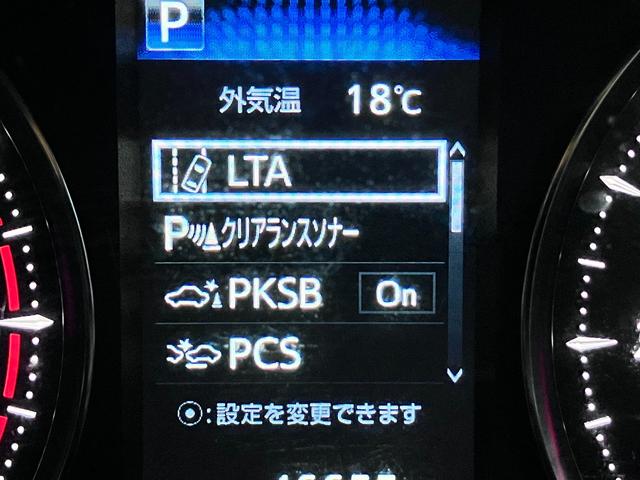 P
外気温 18℃
LTA
P クリアランスソナー
PKSB On
PCS
⦿:設定を変更できます